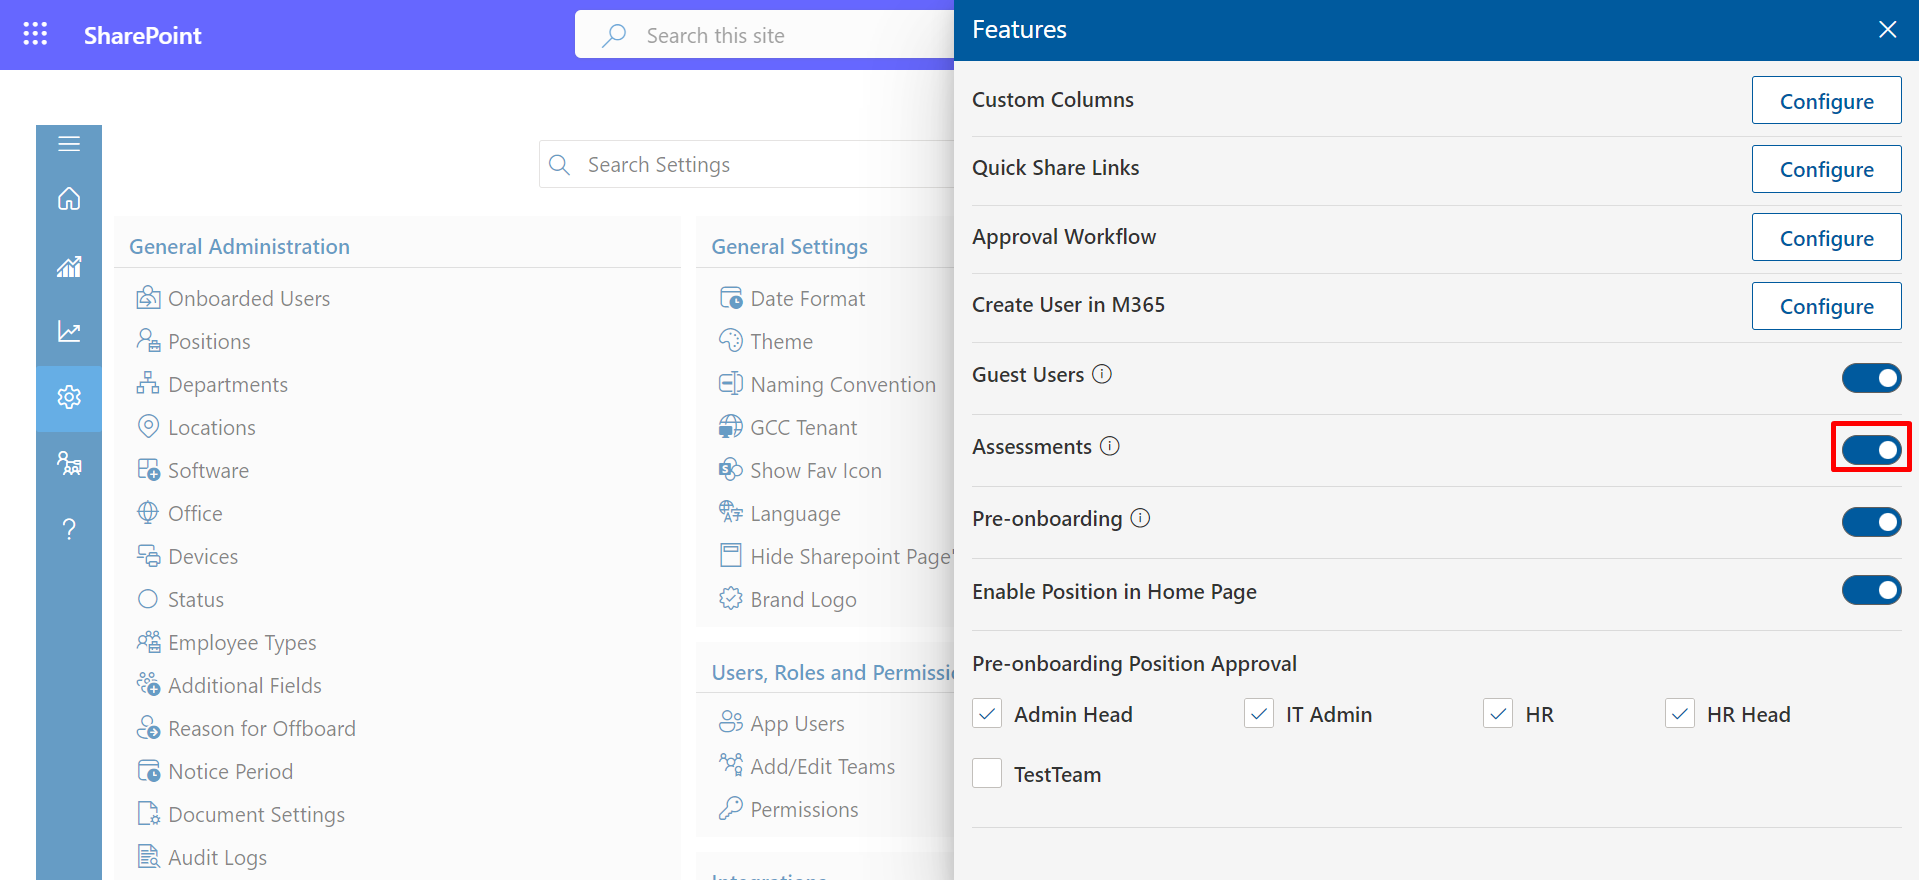 SharePoint
Search this site
Search Settings
General Administration
Onboarded Users
Positions
Departments
Locations
Software
Office
Devices
Status
Employee Types
Additional Fields
Reason for Offboard
Notice Period
Document Settings
Audit Logs
General Settings
Date Format
Theme
Naming Convention
GCC Tenant
Show Fav Icon
Language
Hide Sharepoint Page'
Brand Logo
Users, Roles and Permissi
App Users
Add/Edit Teams
Permissions
Integrations
Features
Custom Columns
Configure
Quick Share Links
Configure
Approval Workflow
Configure
Create User in M365
Configure
Guest Users
Assessments
Pre-onboarding
Enable Position in Home Page
Pre-onboarding Position Approval
Admin Head
IT Admin
HR
HR Head
TestTeam